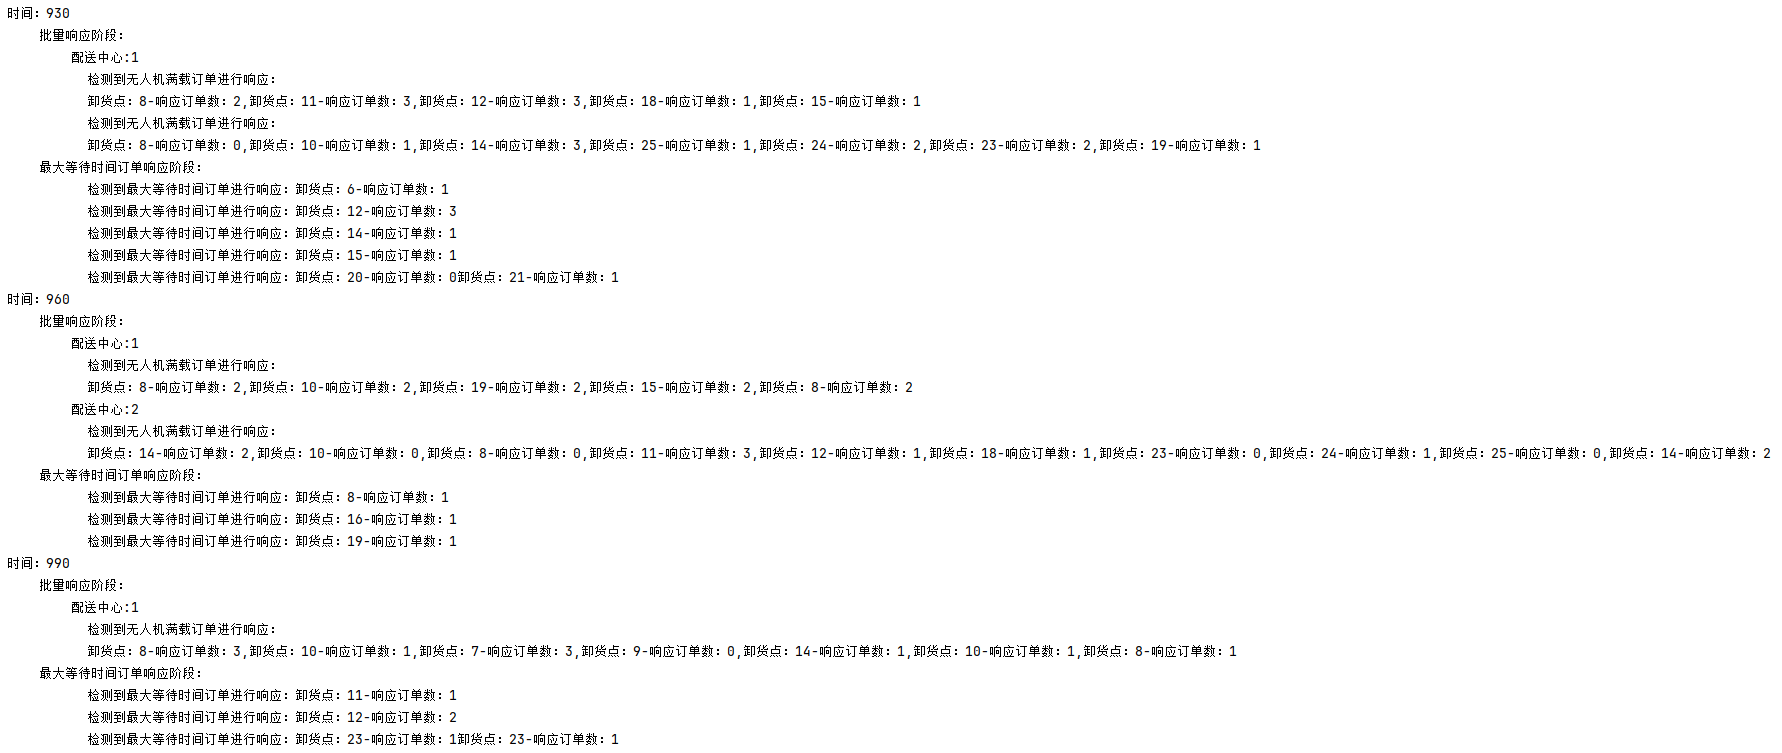 时间：930
批量响应阶段：
配送中心:1
检测到无人机满载订单进行响应：
卸货点：8-响应订单数：2,卸货点：11-响应订单数：3,卸货点：12-响应订单数：3,卸货点：18-响应订单数：1,卸货点：15-响应订单数：1
检测到无人机满载订单进行响应：
卸货点：8-响应订单数：0,卸货点：10-响应订单数：1,卸货点：14-响应订单数：3,卸货点：25-响应订单数：1,卸货点：24-响应订单数：2,卸货点：23-响应订单数：2,卸货点：19-响应订单数：1
最大等待时间订单响应阶段：
检测到最大等待时间订单进行响应：卸货点：6-响应订单数：1
检测到最大等待时间订单进行响应：卸货点：12-响应订单数：3
检测到最大等待时间订单进行响应：卸货点：14-响应订单数：1
检测到最大等待时间订单进行响应：卸货点：15-响应订单数：1
检测到最大等待时间订单进行响应：卸货点：20-响应订单数：0卸货点：21-响应订单数：1
时间：960
批量响应阶段：
配送中心:1
检测到无人机满载订单进行响应：
卸货点：8-响应订单数：2,卸货点：10-响应订单数：2,卸货点：19-响应订单数：2,卸货点：15-响应订单数：2,卸货点：8-响应订单数：2
配送中心:2
检测到无人机满载订单进行响应：
卸货点：14-响应订单数：2,卸货点：10-响应订单数：0,卸货点：8-响应订单数：0,卸货点：11-响应订单数：3,卸货点：12-响应订单数：1,卸货点：18-响应订单数：1,卸货点：23-响应订单数：0,卸货点：24-响应订单数：1,卸货点：25-响应订单数：0,卸货点：14-响应订单数：2
最大等待时间订单响应阶段：
检测到最大等待时间订单进行响应：卸货点：8-响应订单数：1
检测到最大等待时间订单进行响应：卸货点：16-响应订单数：1
检测到最大等待时间订单进行响应：卸货点：19-响应订单数：1
时间：990
批量响应阶段：
配送中心:1
检测到无人机满载订单进行响应：
卸货点：8-响应订单数：3,卸货点：10-响应订单数：1,卸货点：7-响应订单数：3,卸货点：9-响应订单数：0,卸货点：14-响应订单数：1,卸货点：10-响应订单数：1,卸货点：8-响应订单数：1
最大等待时间订单响应阶段：
检测到最大等待时间订单进行响应：卸货点：11-响应订单数：1
检测到最大等待时间订单进行响应：卸货点：12-响应订单数：2
检测到最大等待时间订单进行响应：卸货点：23-响应订单数：1卸货点：23-响应订单数：1